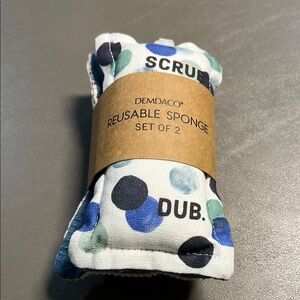 SCRUB.
DEMDACO®
REUSABLE SPONGE
SET OF 2
DUB.